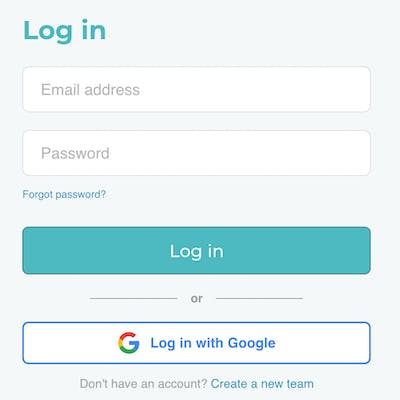 Log in
Email address
Password
Forgot password?
Log in
or
Log in with Google
Don't have an account? Create a new team